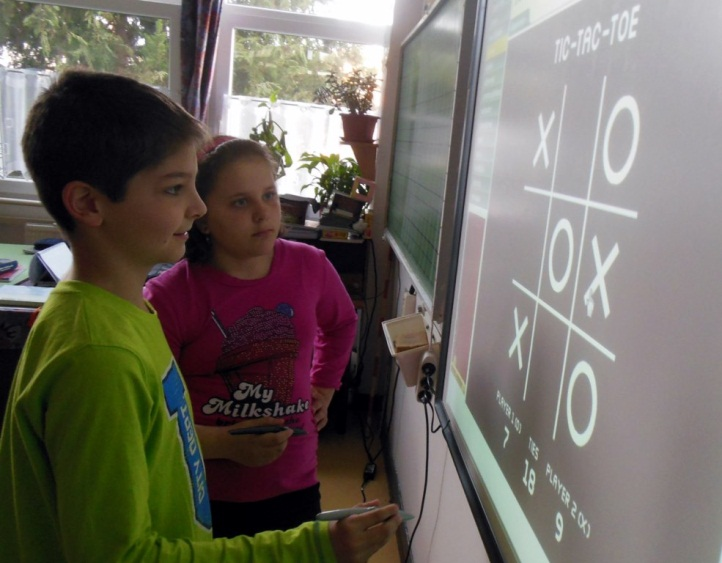 TIC-TAC-TOE
X O
O X
X O
PLAYER 1 (O) TIES PLAYER 2 (X)
7 18 9
My
Milkshake